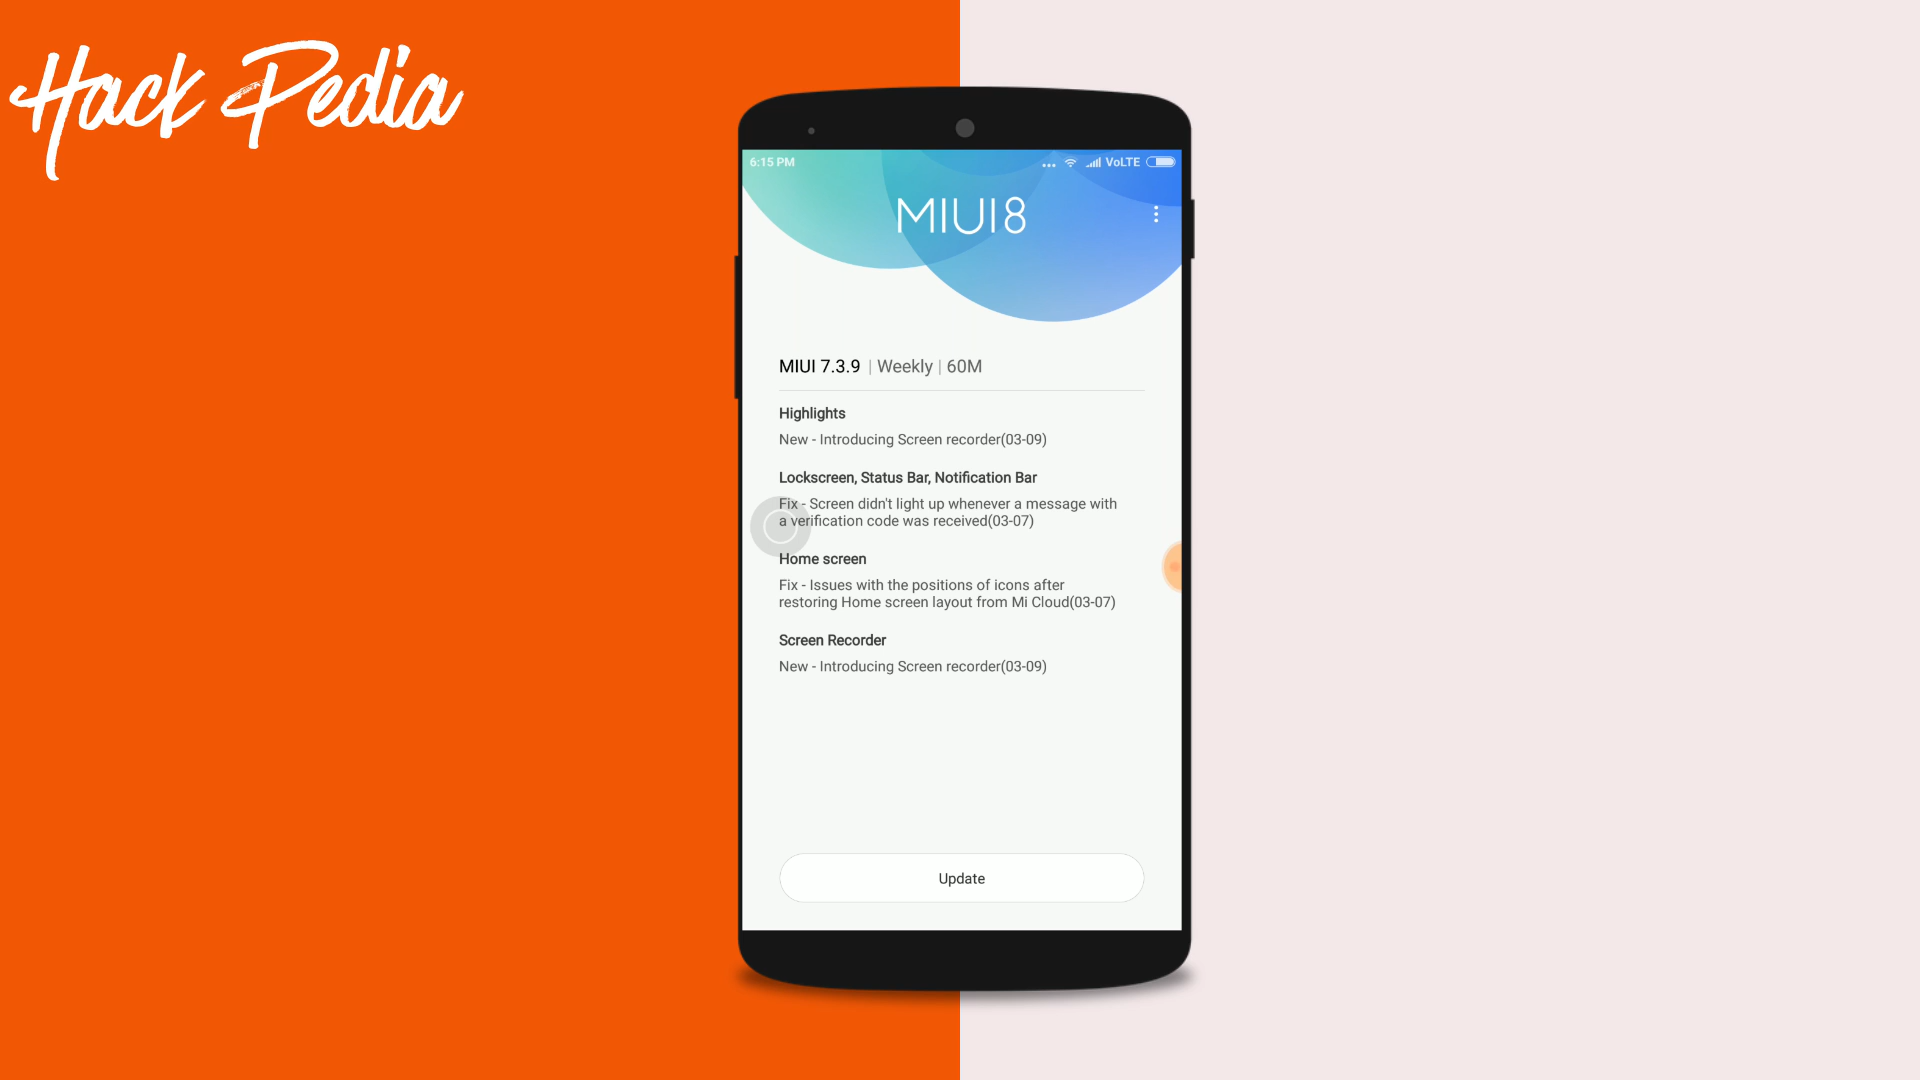 Hack Pedia
6:15 PM
VoLTE
MIUI8
MIUI 7.3.9 | Weekly | 60M
Highlights
New - Introducing Screen recorder(03-09)
Lockscreen, Status Bar, Notification Bar
Fix - Screen didn't light up whenever a message with
a verification code was received(03-07)
Home screen
Fix - Issues with the positions of icons after
restoring Home screen layout from Mi Cloud(03-07)
Screen Recorder
New - Introducing Screen recorder(03-09)
Update